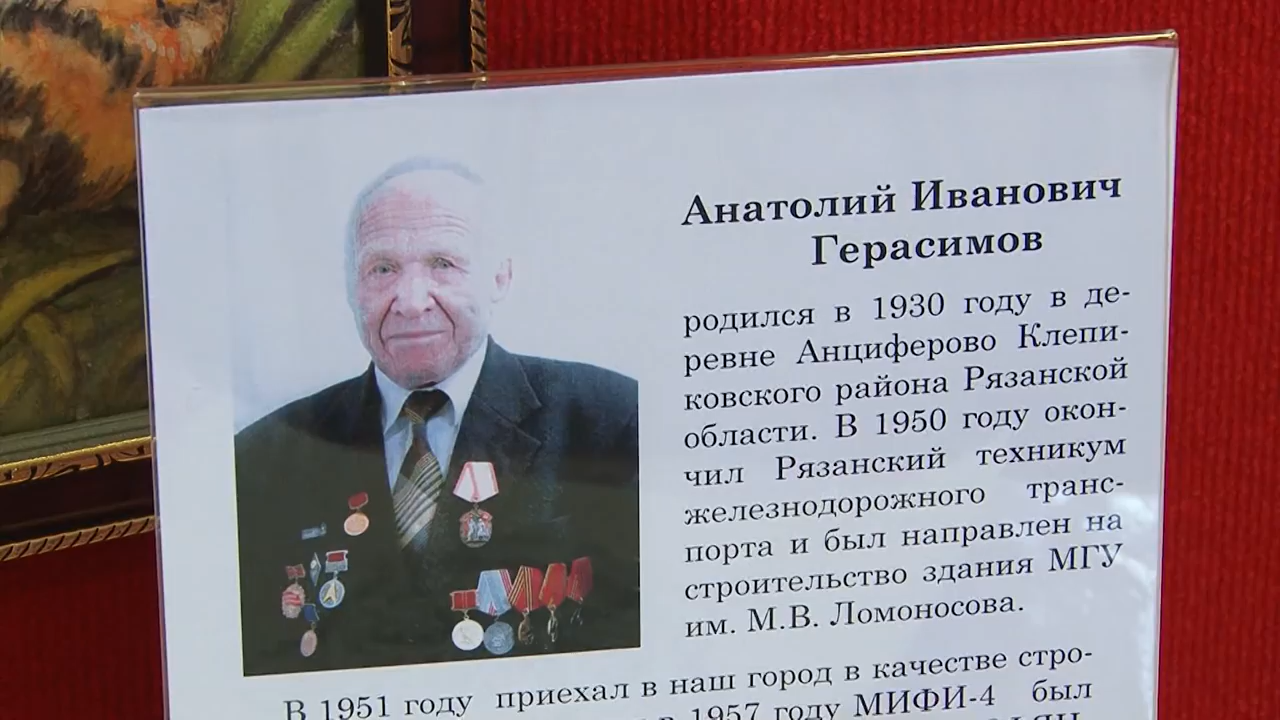 Анатолий Иванович
Герасимов
родился в 1930 году в де-
ревне Анциферово Клепи-
ковского района Рязанской
области. В 1950 году окон-
чил Рязанский техникум
железнодорожного транс-
порта и был направлен на
строительство здания МГУ
им. М.В. Ломоносова.
В 1951 году приехал в наш город в качестве стро-
в 1957 году МИФИ-4 был